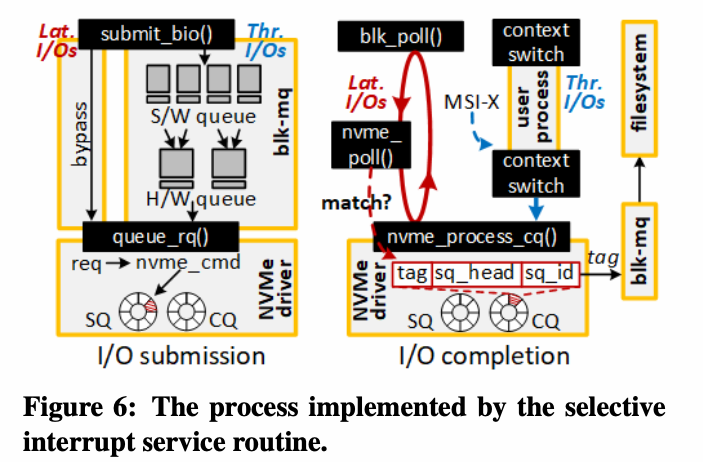 Lat.
I/Os
submit_bio()
Thr.
I/Os
bypass
S/W queue
H/W queue
blk-mq
queue_rq()
req
nvme_cmd
NVMe
driver
SQ
CQ
I/O submission
blk_poll()
Lat.
I/Os
nvme_
poll()
match?
MSI-X
context
switch
user
process
Thr.
I/Os
context
switch
nvme_process_cq()
NVMe
driver
tag
sq_head
sq_id
SQ
CQ
tag
blk-mq
filesystem
I/O completion
Figure 6: The process implemented by the selective
interrupt service routine.